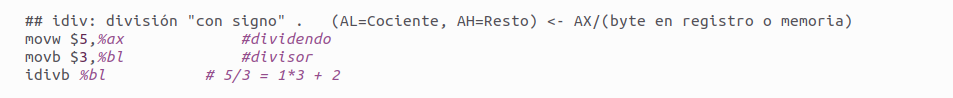 ## idiv: división "con signo" .   (AL=Cociente, AH=Resto) <- AX/(byte en registro o memoria)
movw $5,%ax             #dividendo
movb $3,%bl             #divisor
idivb %bl           # 5/3 = 1*3 + 2